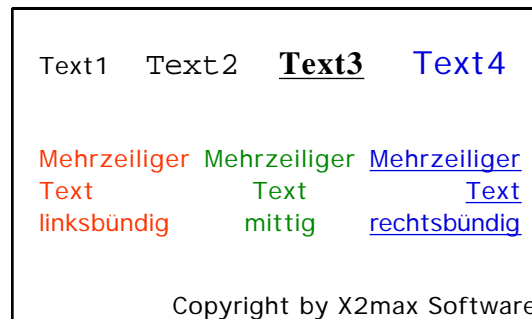 Text1 Text2 Text3 Text4
Mehrzeiliger Mehrzeiliger Mehrzeiliger
Text Text Text
linksbündig mittig rechtsbündig
Copyright by X2max Software